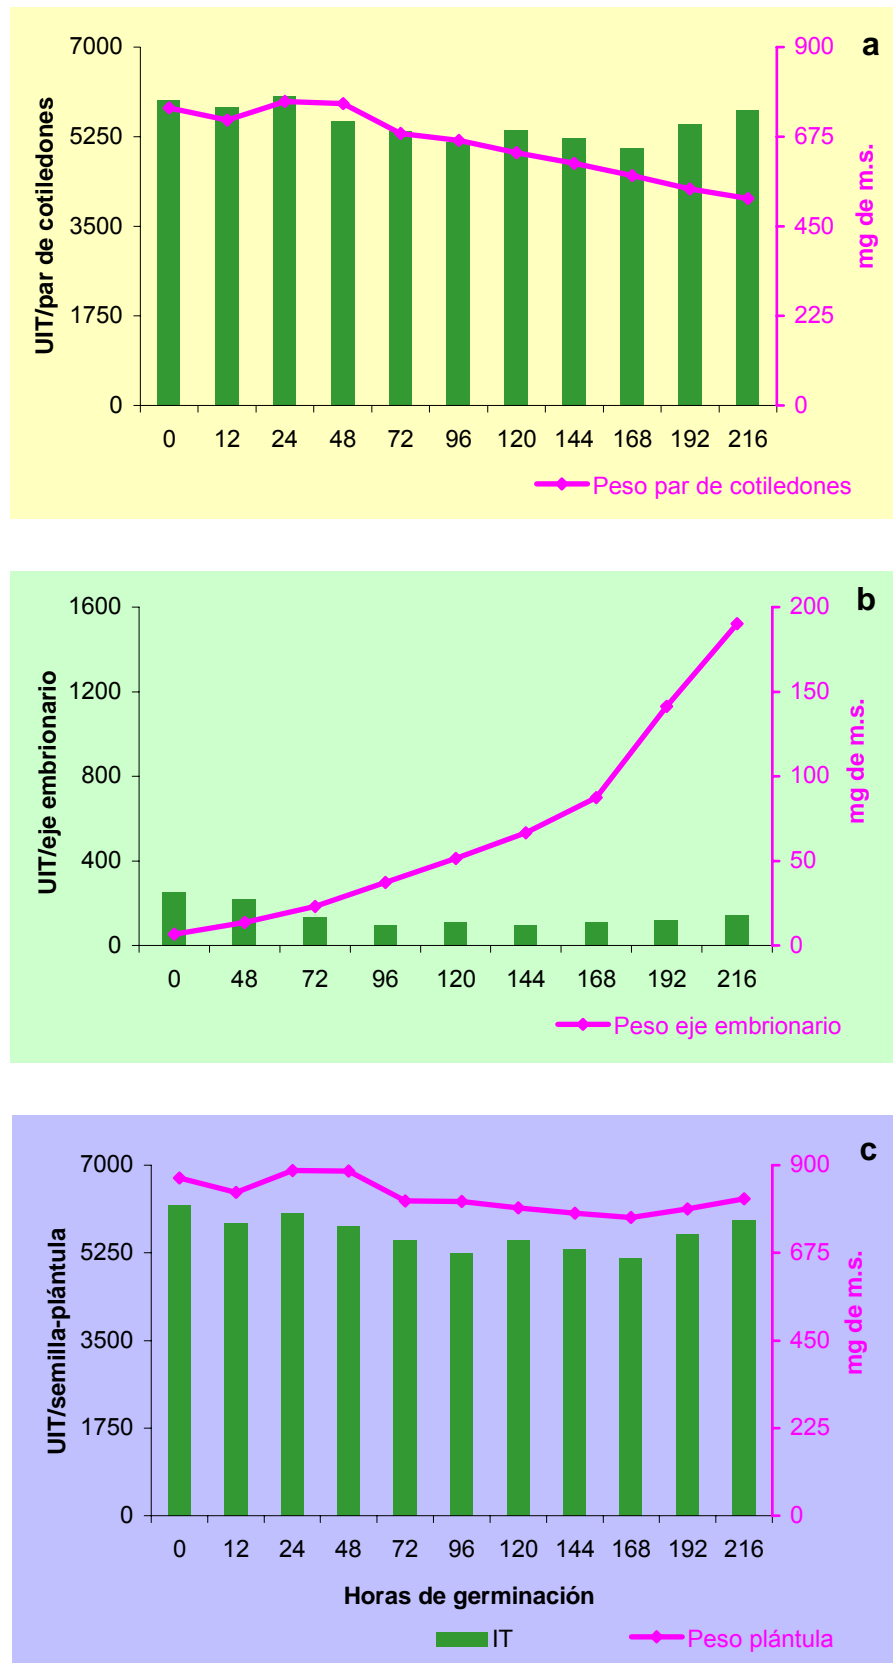 a
UIT/par de cotiledones
7000
5250
3500
1750
0
900
675
450
225
0
mg de m.s.
0 12 24 48 72 96 120 144 168 192 216
Peso par de cotiledones
b
UIT/eje embrionario
1600
1200
800
400
0
200
150
100
50
0
mg de m.s.
0 48 72 96 120 144 168 192 216
Peso eje embrionario
c
UIT/semilla-plántula
7000
5250
3500
1750
0
900
675
450
225
0
mg de m.s.
0 12 24 48 72 96 120 144 168 192 216
Horas de germinación
IT Peso plántula